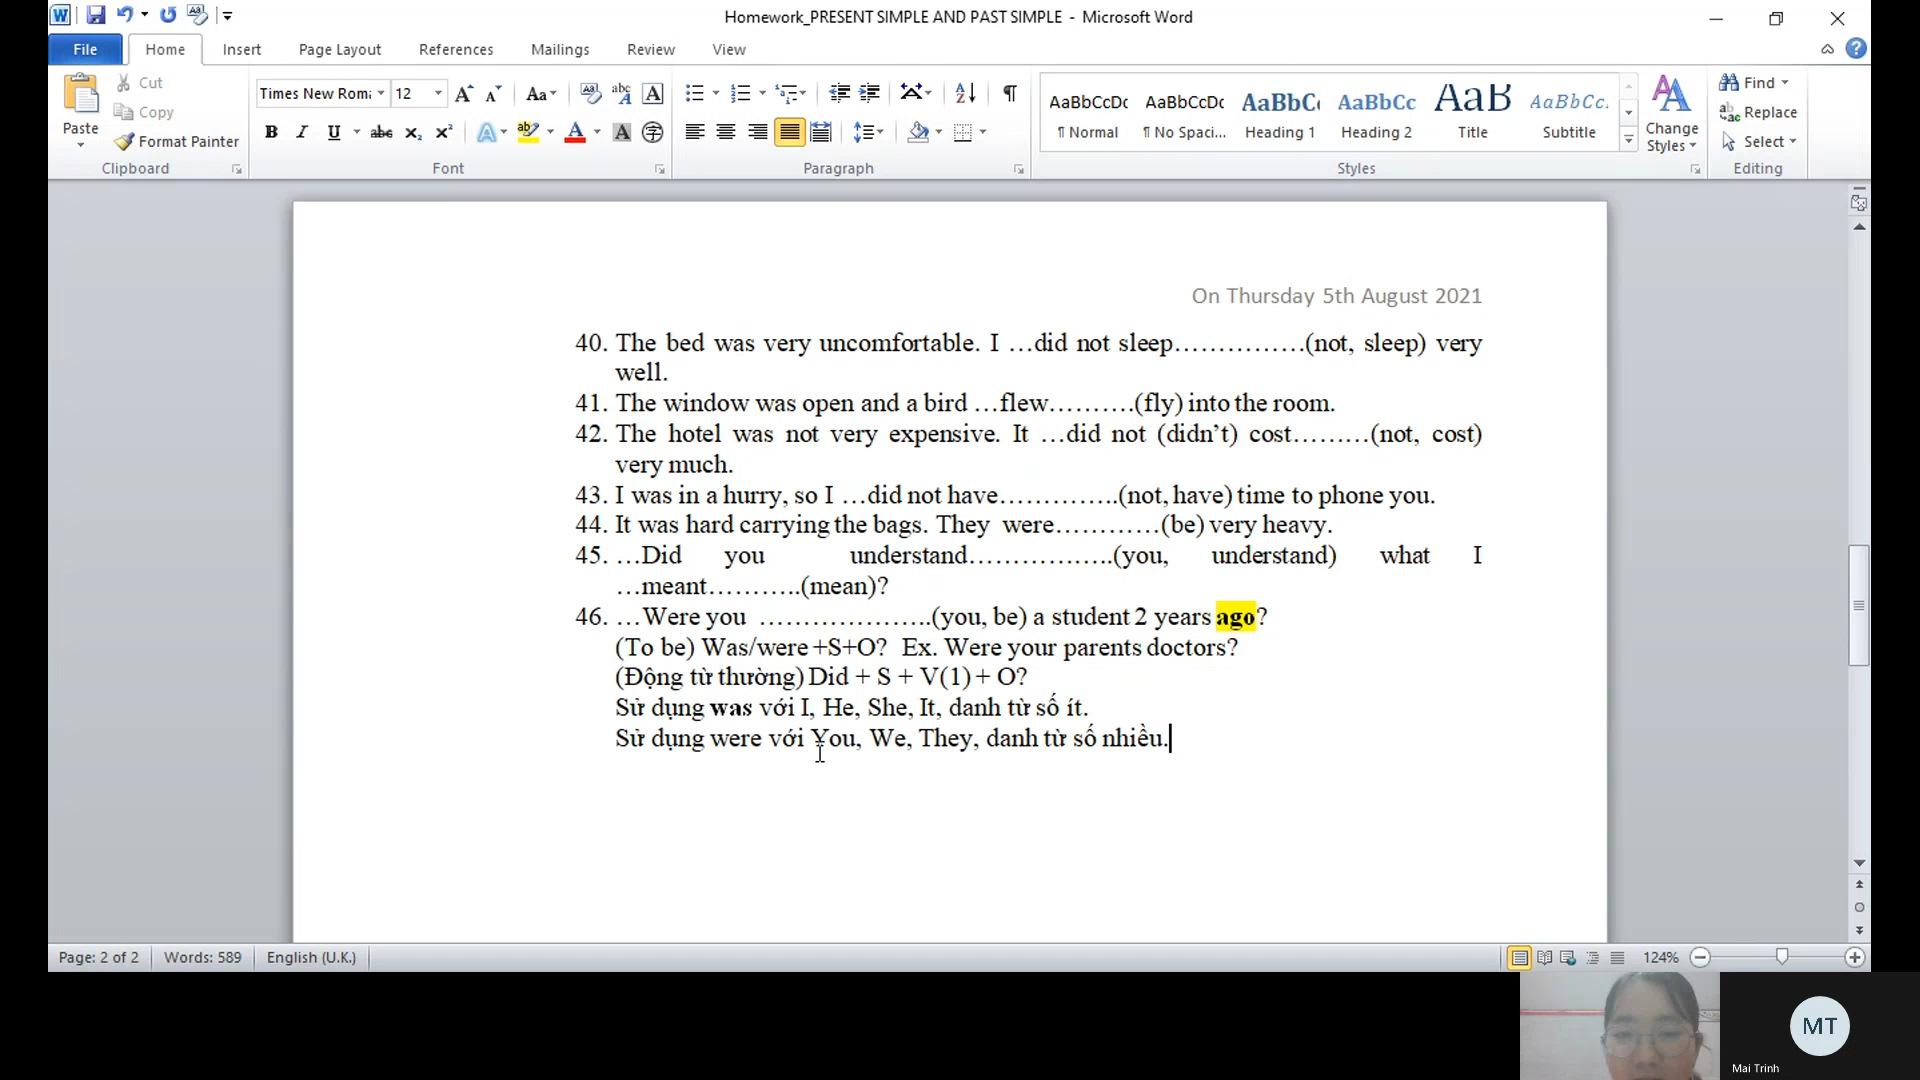 Homework_PRESENT SIMPLE AND PAST SIMPLE - Microsoft Word
File Home Insert Page Layout References Mailings Review View
Paste
Cut
Copy
Format Painter
Clipboard
Times New Roma 12
Font
Paragraph
AaBbCcDc AaBbCcDc AaBbC AaBbCc AaB AaBbCc.
¶ Normal ¶ No Spaci... Heading 1 Heading 2 Title Subtitle
Change Styles
Styles
Find
Replace
Select
Editing
On Thursday 5th August 2021
40. The bed was very uncomfortable. I …did not sleep……………(not, sleep) very
well.
41. The window was open and a bird …flew……….(fly) into the room.
42. The hotel was not very expensive. It …did not (didn’t) cost………(not, cost)
very much.
43. I was in a hurry, so I …did not have…………..(not, have) time to phone you.
44. It was hard carrying the bags. They were…………(be) very heavy.
45. …Did you understand……………..(you, understand) what I
…meant………..(mean)?
46. …Were you ………………..(you, be) a student 2 years ago?
(To be) Was/were +S+O? Ex. Were your parents doctors?
(Động từ thường) Did + S + V(1) + O?
Sử dụng was với I, He, She, It, danh từ số ít.
Sử dụng were với You, We, They, danh từ số nhiều.
Page: 2 of 2 Words: 589 English (U.K.) 124%
MT
Mai Trinh